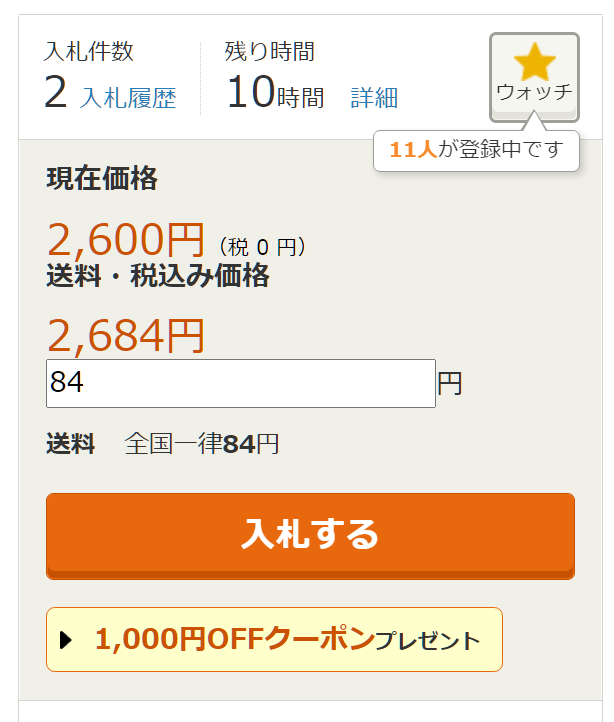 入札件数
残り時間
2 入札履歴
10時間 詳細
ウォッチ
11人が登録中です
現在価格
2,600円（税 0 円）
送料・税込み価格
2,684円
84円
送料 全国一律84円
入札する
1,000円OFFクーポンプレゼント